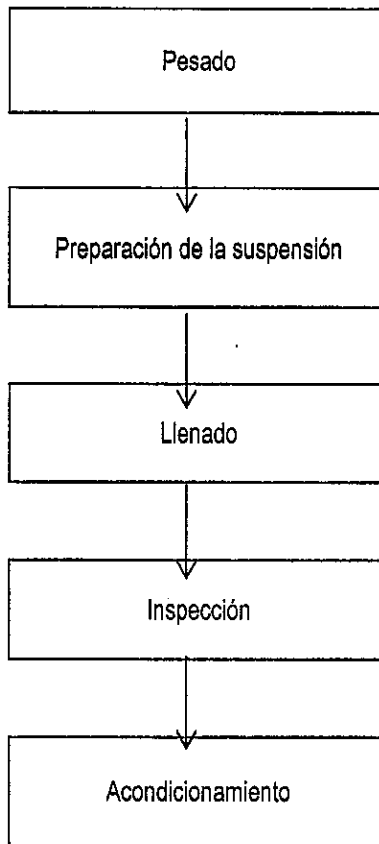 Pesado
Preparación de la suspensión
Llenado
Inspección
Acondicionamiento